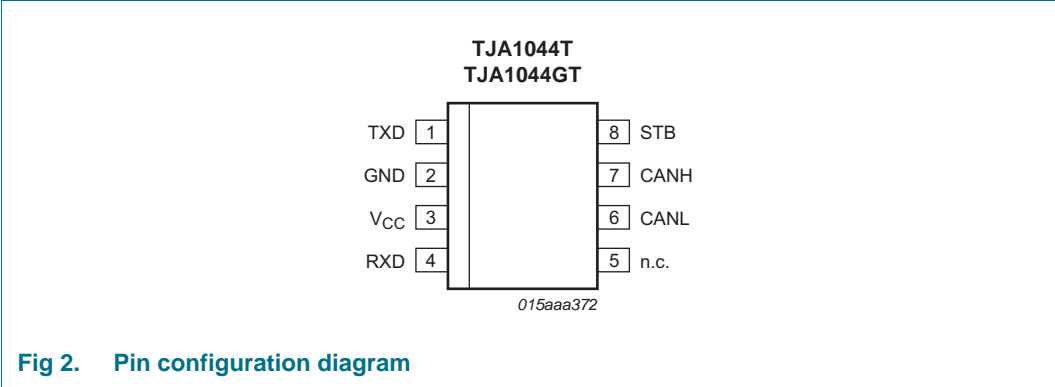 TJA1044T
TJA1044GT
TXD 1 8 STB
GND 2 7 CANH
VCC 3 6 CANL
RXD 4 5 n.c.
015aaa372
Fig 2. Pin configuration diagram